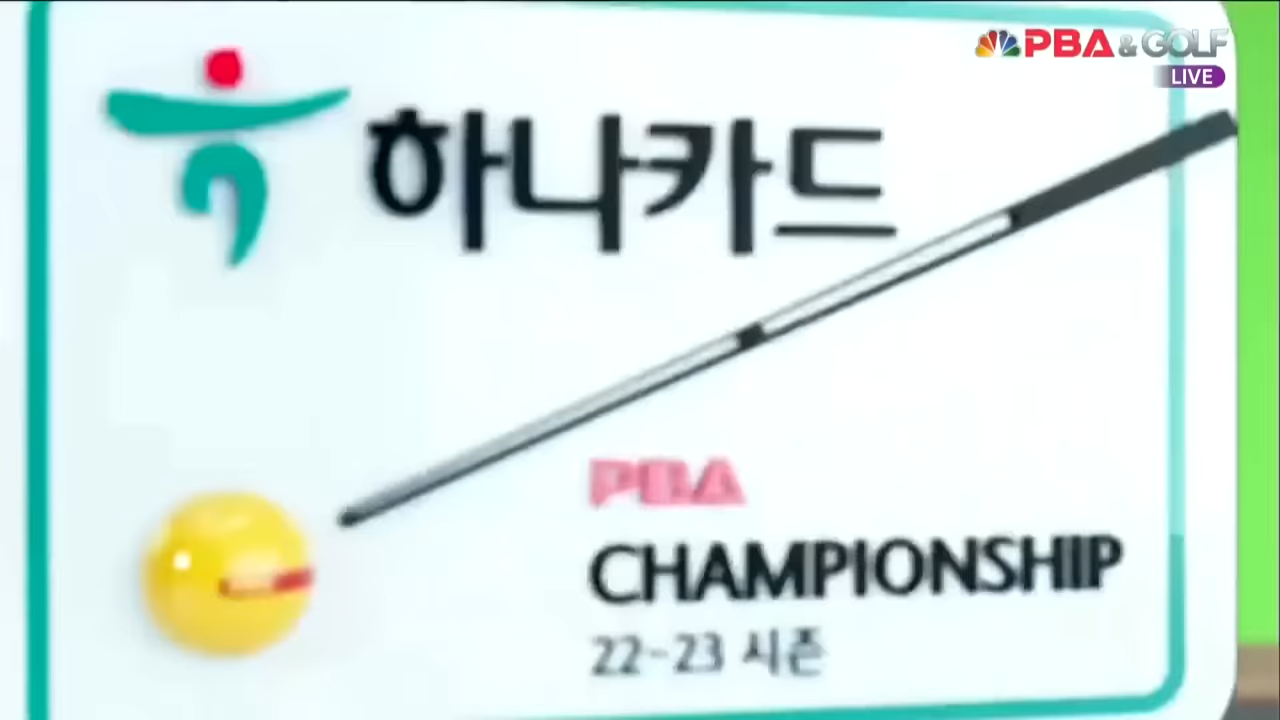 PBA & GOLF
LIVE
하나카드
PBA
CHAMPIONSHIP
22-23 시즌